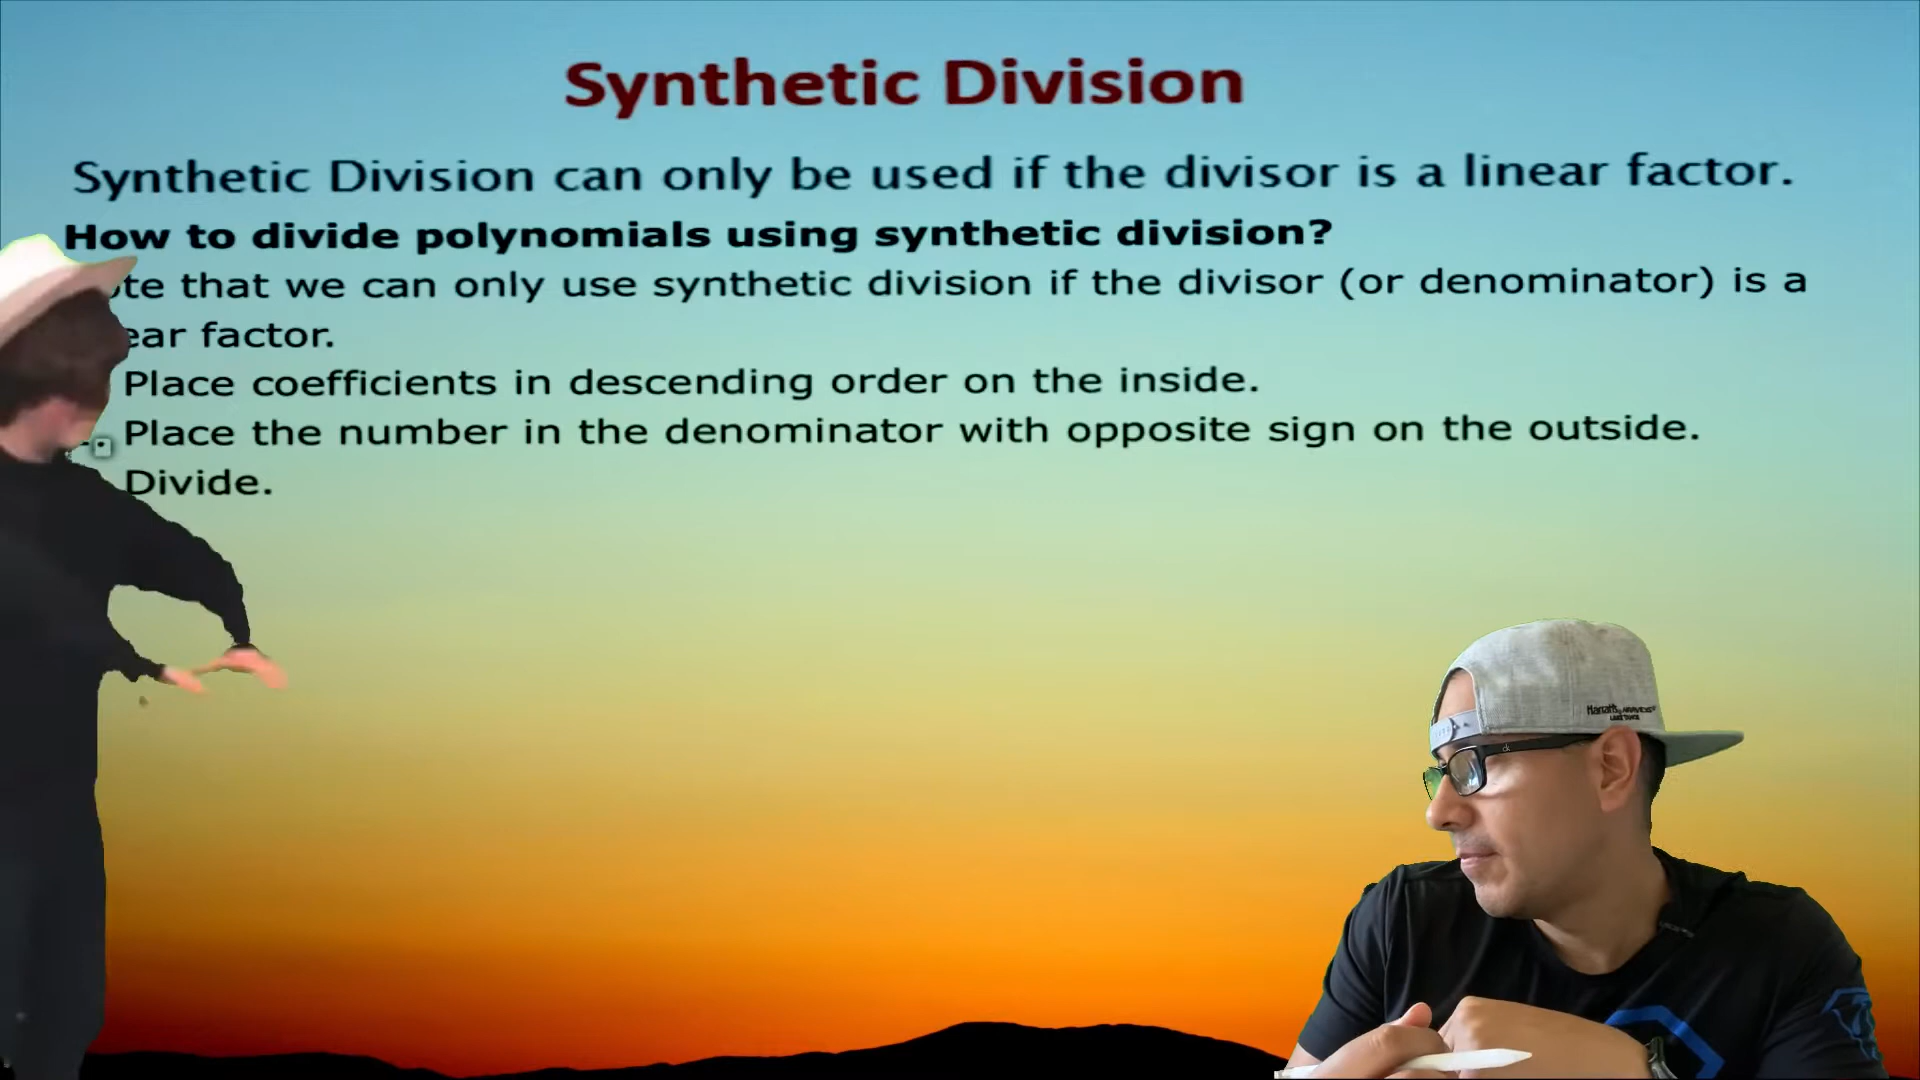 Synthetic Division
Synthetic Division can only be used if the divisor is a linear factor.
How to divide polynomials using synthetic division?
that we can only use synthetic division if the divisor (or denominator) is a
factor.
Place coefficients in descending order on the inside.
Place the number in the denominator with opposite sign on the outside.
Divide.